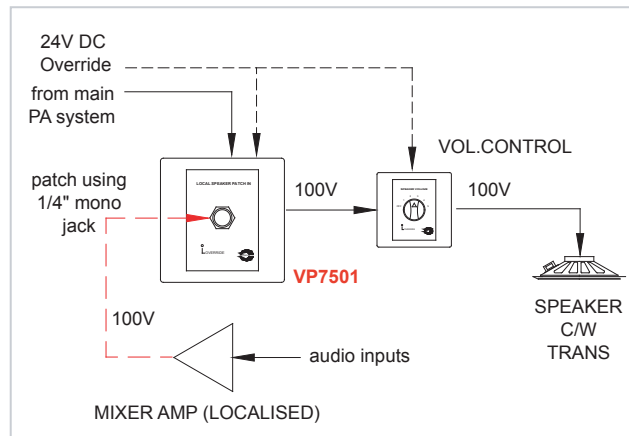 24V DC
Override
from main
PA system
VOL.CONTROL
LOCAL SPEAKER PATCH IN
patch using
1/4" mono
jack
100V
100V
OVERRIDE
VP7501
SPEAKER
C/W
TRANS
100V
audio inputs
MIXER AMP (LOCALISED)